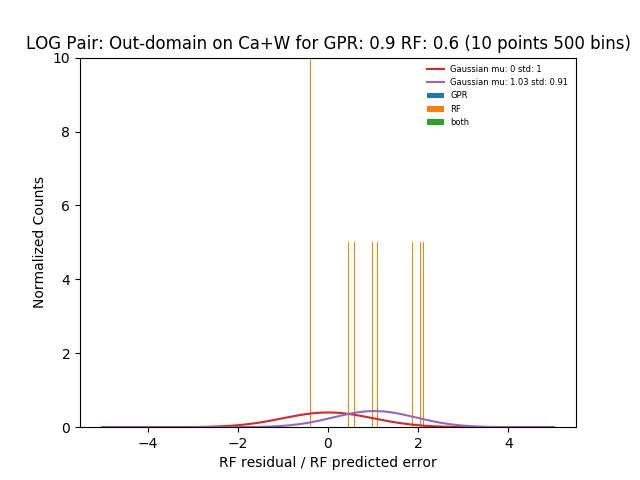 LOG Pair: Out-domain on Ca+W for GPR: 0.9 RF: 0.6 (10 points 500 bins)
Gaussian mu: 0 std: 1
Gaussian mu: 1.03 std: 0.91
GPR
RF
both
Normalized Counts
10
8
6
4
2
0
−4 −2 0 2 4
RF residual / RF predicted error